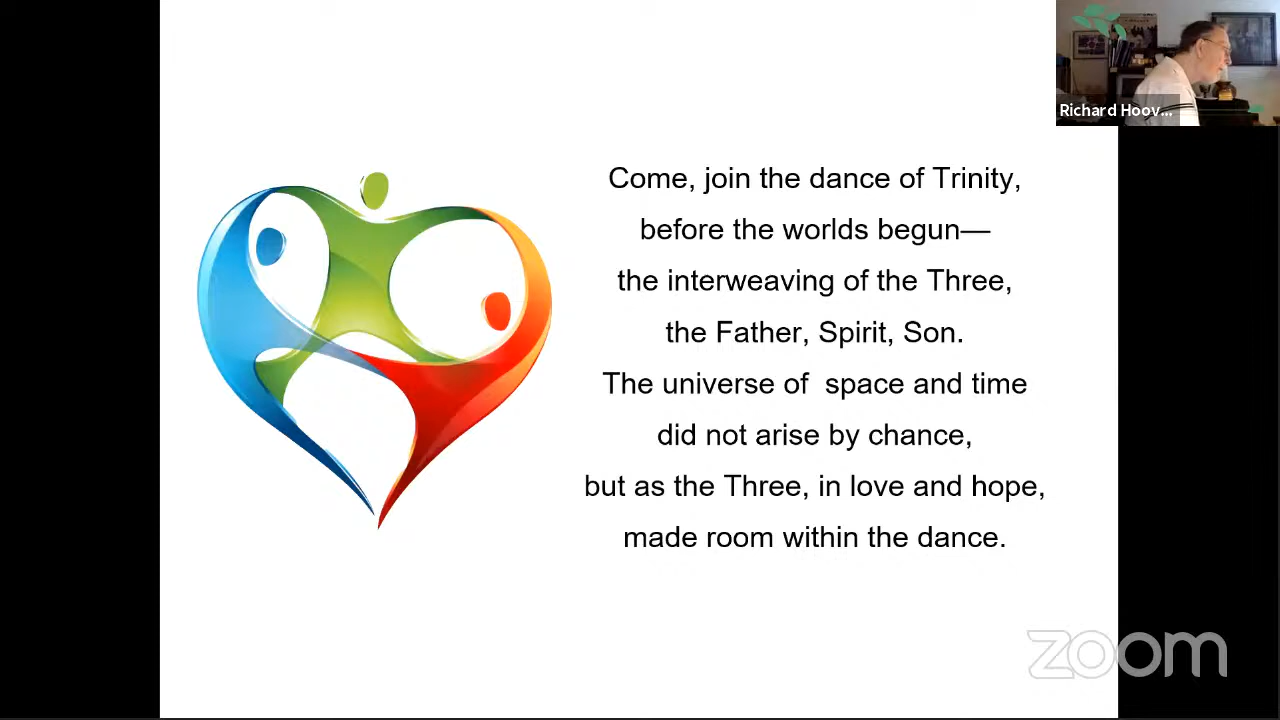 Richard Hoov...
Come, join the dance of Trinity,
before the worlds begun—
the interweaving of the Three,
the Father, Spirit, Son.
The universe of  space and time
did not arise by chance,
but as the Three, in love and hope,
made room within the dance.
zoom